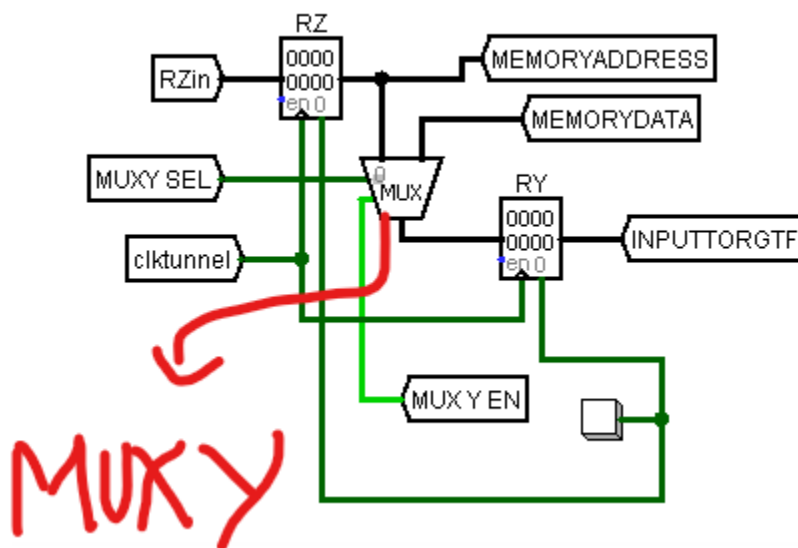 RZ
0000
0000
en 0
RZin
MEMORYADDRESS
MEMORYDATA
MUXY SEL
0
MUX
RY
0000
0000
en 0
INPUTTORGTF
clktunnel
MUX Y EN
MUXY